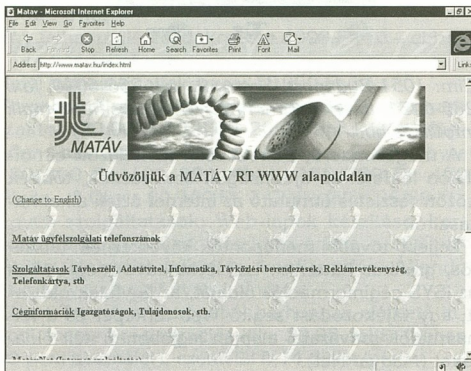 Matav - Microsoft Internet Explorer
File Edit View Go Favorites Help
Back Forward Stop Refresh Home Search Favorites Print Font Mail
Address http://www.matav.hu/index.html Links
MATÁV
Üdvözöljük a MATÁV RT WWW alapoldalán
(Change to English)
Matáv ügyfélszolgálati telefonszámok
Szolgáltatások Távbeszélő, Adatátvitel, Informatika, Távközlési berendezések, Reklámtevékenység,
Telefonkártya, stb
Céginformációk Igazgatóságok, Tulajdonosok, stb.